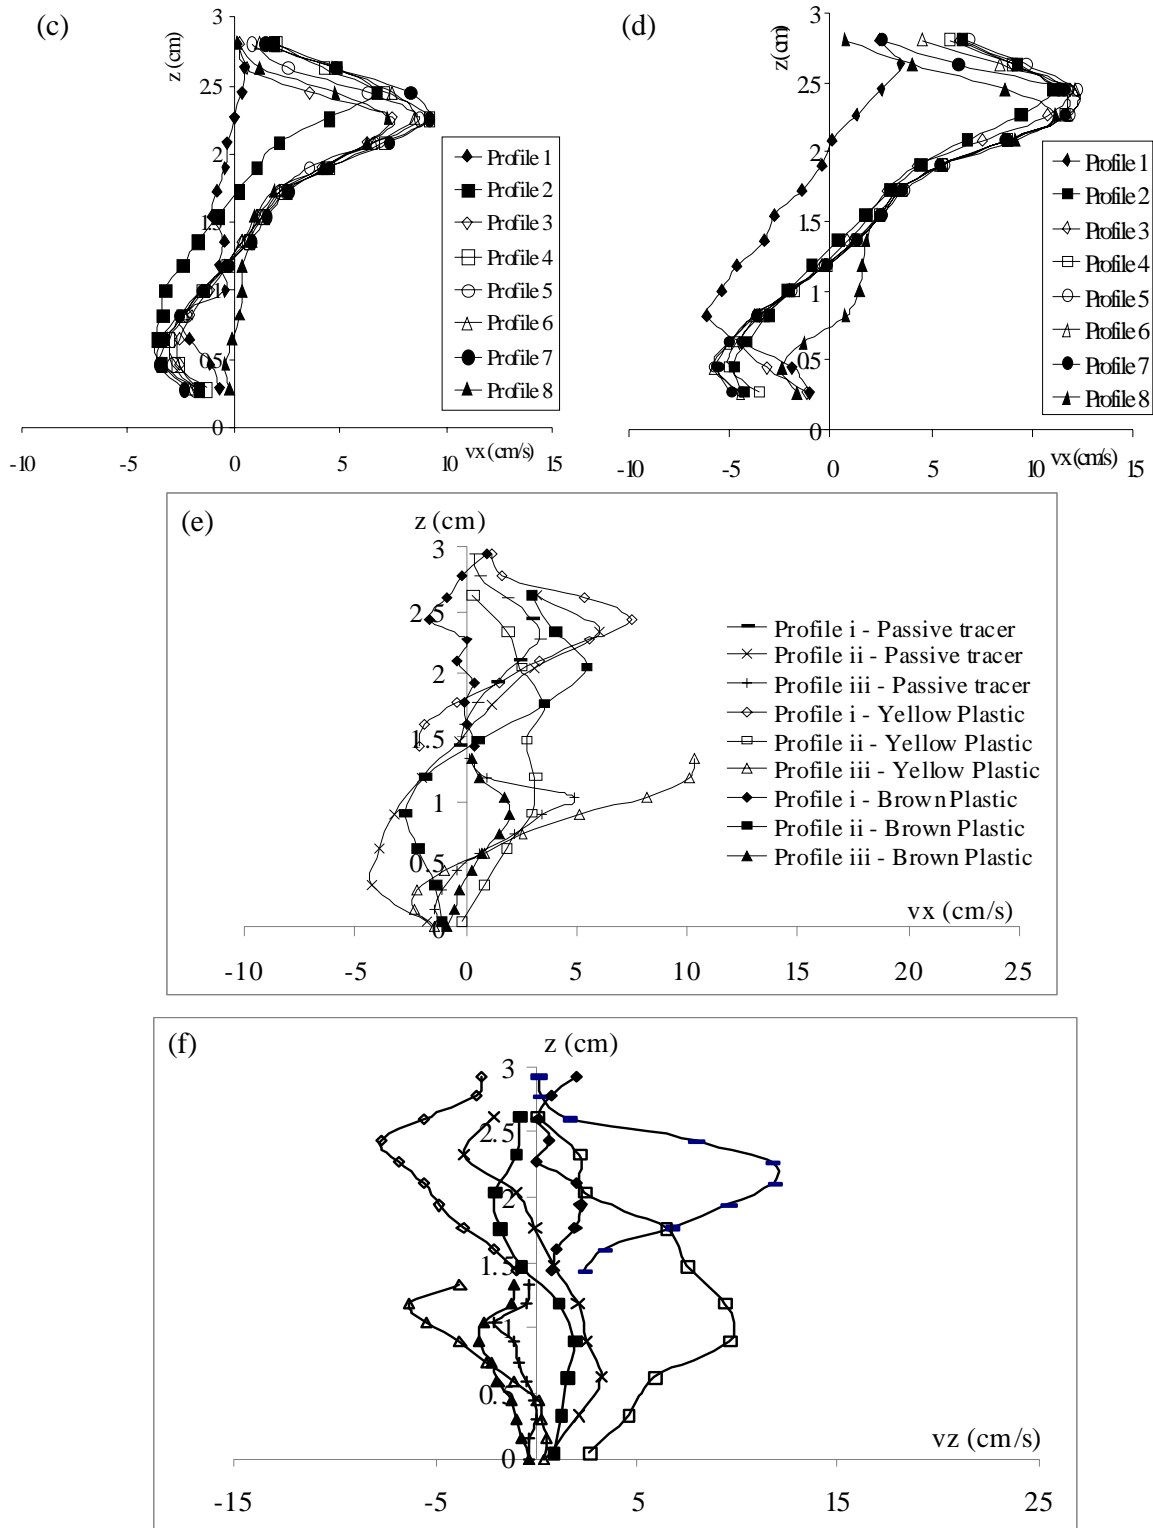 (c)
z (cm)
3
2.5
2
1.5
1
0.5
0
-10 -5 0 5 10 15
vx (cm/s)
Profile 1
Profile 2
Profile 3
Profile 4
Profile 5
Profile 6
Profile 7
Profile 8
(d)
z(cm)
3
2.5
2
1.5
1
0.5
0
-10 -5 0 5 10 15
vx (cm/s)
Profile 1
Profile 2
Profile 3
Profile 4
Profile 5
Profile 6
Profile 7
Profile 8
(e)
z (cm)
3
2.5
2
1.5
1
0.5
0
vx (cm/s)
-10 -5 0 5 10 15 20 25
Profile i - Passive tracer
Profile ii - Passive tracer
Profile iii - Passive tracer
Profile i - Yellow Plastic
Profile ii - Yellow Plastic
Profile iii - Yellow Plastic
Profile i - Brown Plastic
Profile ii - Brown Plastic
Profile iii - Brown Plastic
(f)
z (cm)
3
2.5
2
1.5
1
0.5
0
vz (cm/s)
-15 -5 5 15 25